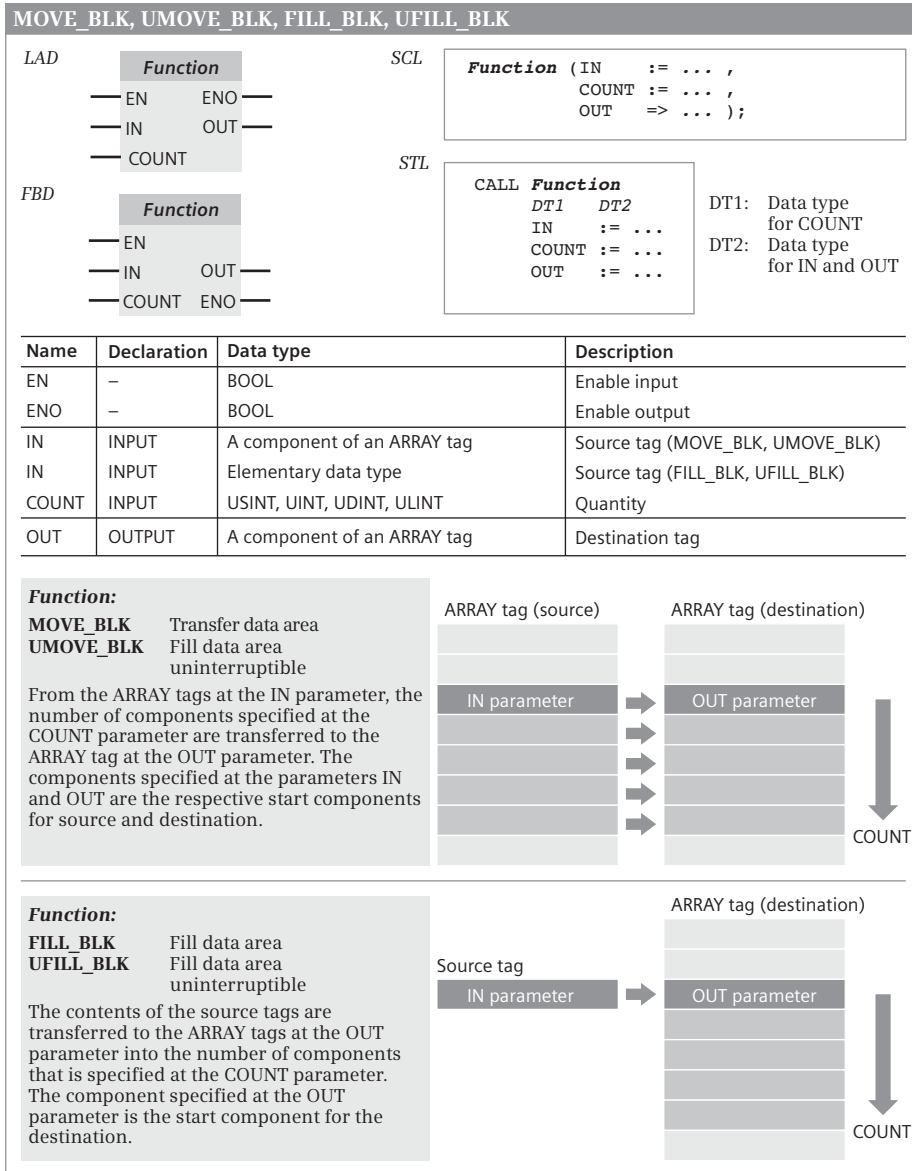 MOVE_BLK, UMOVE_BLK, FILL_BLK, UFILL_BLK
LAD
Function
EN ENO
IN OUT
COUNT
SCL
Function (IN := ... ,
COUNT := ... ,
OUT => ... );
FBD
Function
EN
IN OUT
COUNT ENO
STL
CALL Function
DT1 DT2
IN := ...
COUNT := ...
OUT := ...
DT1: Data type
for COUNT
DT2: Data type
for IN and OUT
Name Declaration Data type Description
EN – BOOL Enable input
ENO – BOOL Enable output
IN INPUT A component of an ARRAY tag Source tag (MOVE_BLK, UMOVE_BLK)
IN INPUT Elementary data type Source tag (FILL_BLK, UFILL_BLK)
COUNT INPUT USINT, UINT, UDINT, ULINT Quantity
OUT OUTPUT A component of an ARRAY tag Destination tag
Function:
MOVE_BLK Transfer data area
UMOVE_BLK Fill data area
uninterruptible
From the ARRAY tags at the IN parameter, the
number of components specified at the
COUNT parameter are transferred to the
ARRAY tag at the OUT parameter. The
components specified at the parameters IN
and OUT are the respective start components
for source and destination.
ARRAY tag (source) ARRAY tag (destination)
IN parameter OUT parameter
COUNT
Function:
FILL_BLK Fill data area
UFILL_BLK Fill data area
uninterruptible
The contents of the source tags are
transferred to the ARRAY tags at the OUT
parameter into the number of components
that is specified at the COUNT parameter.
The component specified at the OUT
parameter is the start component for the
destination.
ARRAY tag (destination)
Source tag
IN parameter OUT parameter
COUNT